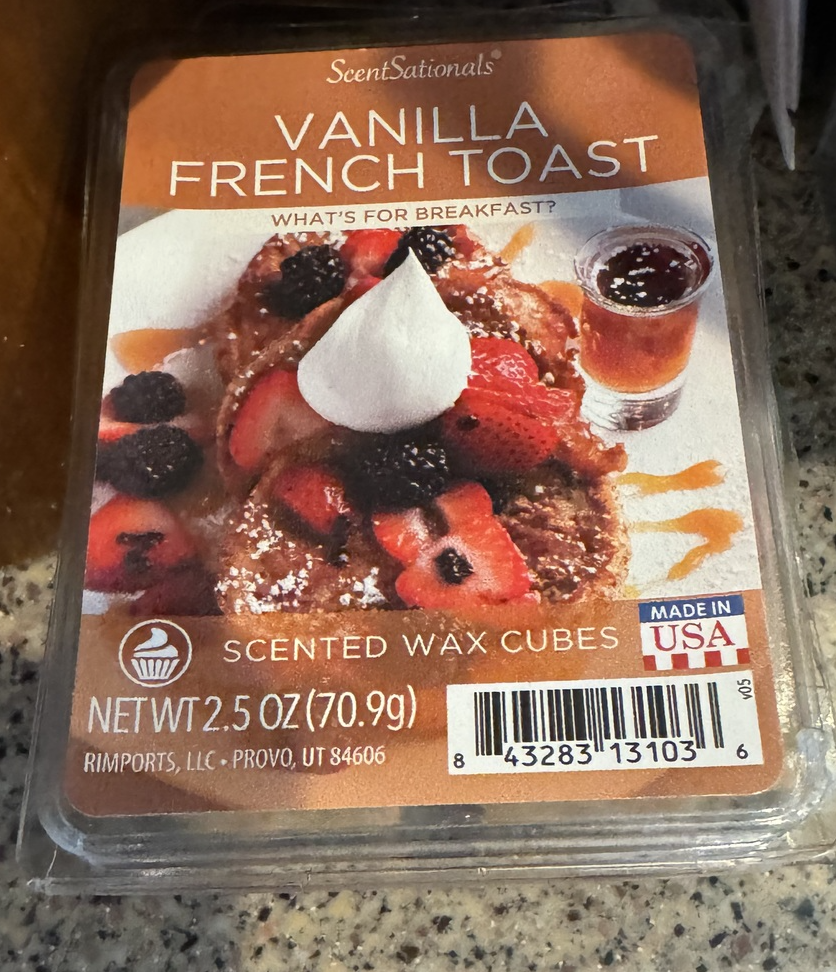 ScentSationals®
VANILLA
FRENCH TOAST
WHAT'S FOR BREAKFAST?
SCENTED WAX CUBES
MADE IN
USA
NET WT 2.5 OZ (70.9g)
RIMPORTS, LLC • PROVO, UT 84606
v05
8 43283 13103 6